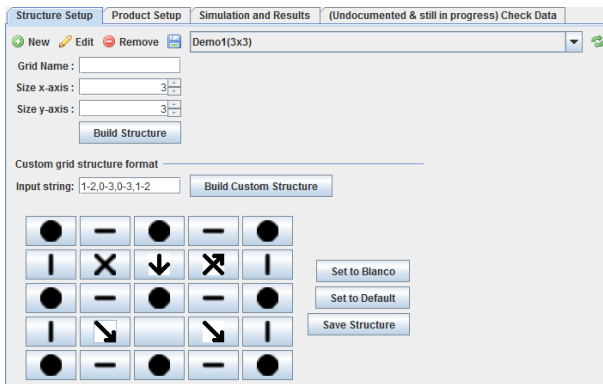 Structure Setup Product Setup Simulation and Results (Undocumented & still in progress) Check Data
New Edit Remove Demo1(3x3)
Grid Name :
Size x-axis : 3
Size y-axis : 3
Build Structure
Custom grid structure format
Input string: 1-2,0-3,0-3,1-2 Build Custom Structure
Set to Blanco
Set to Default
Save Structure